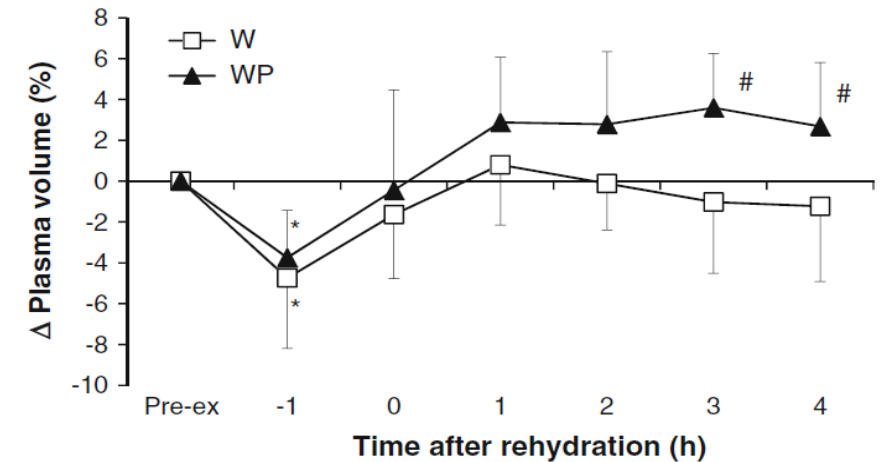 W
WP
Δ Plasma volume (%)
8
6
4
2
0
-2
-4
-6
-8
-10
*
*
#
#
Pre-ex -1 0 1 2 3 4
Time after rehydration (h)